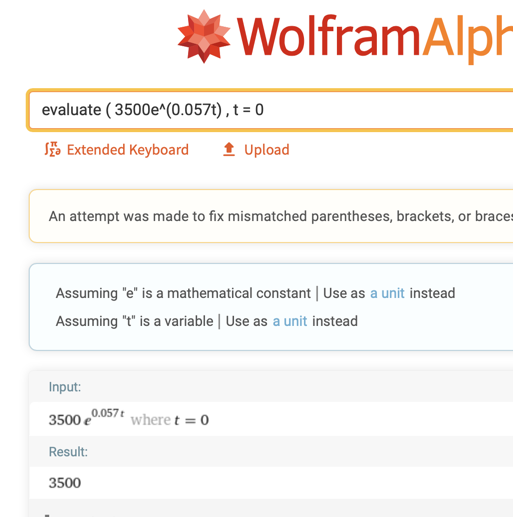 WolframAlph
evaluate ( 3500e^(0.057t) , t = 0
Extended Keyboard Upload
An attempt was made to fix mismatched parentheses, brackets, or braces
Assuming "e" is a mathematical constant | Use as a unit instead
Assuming "t" is a variable | Use as a unit instead
Input:
3500 e^0.057 t where t = 0
Result:
3500